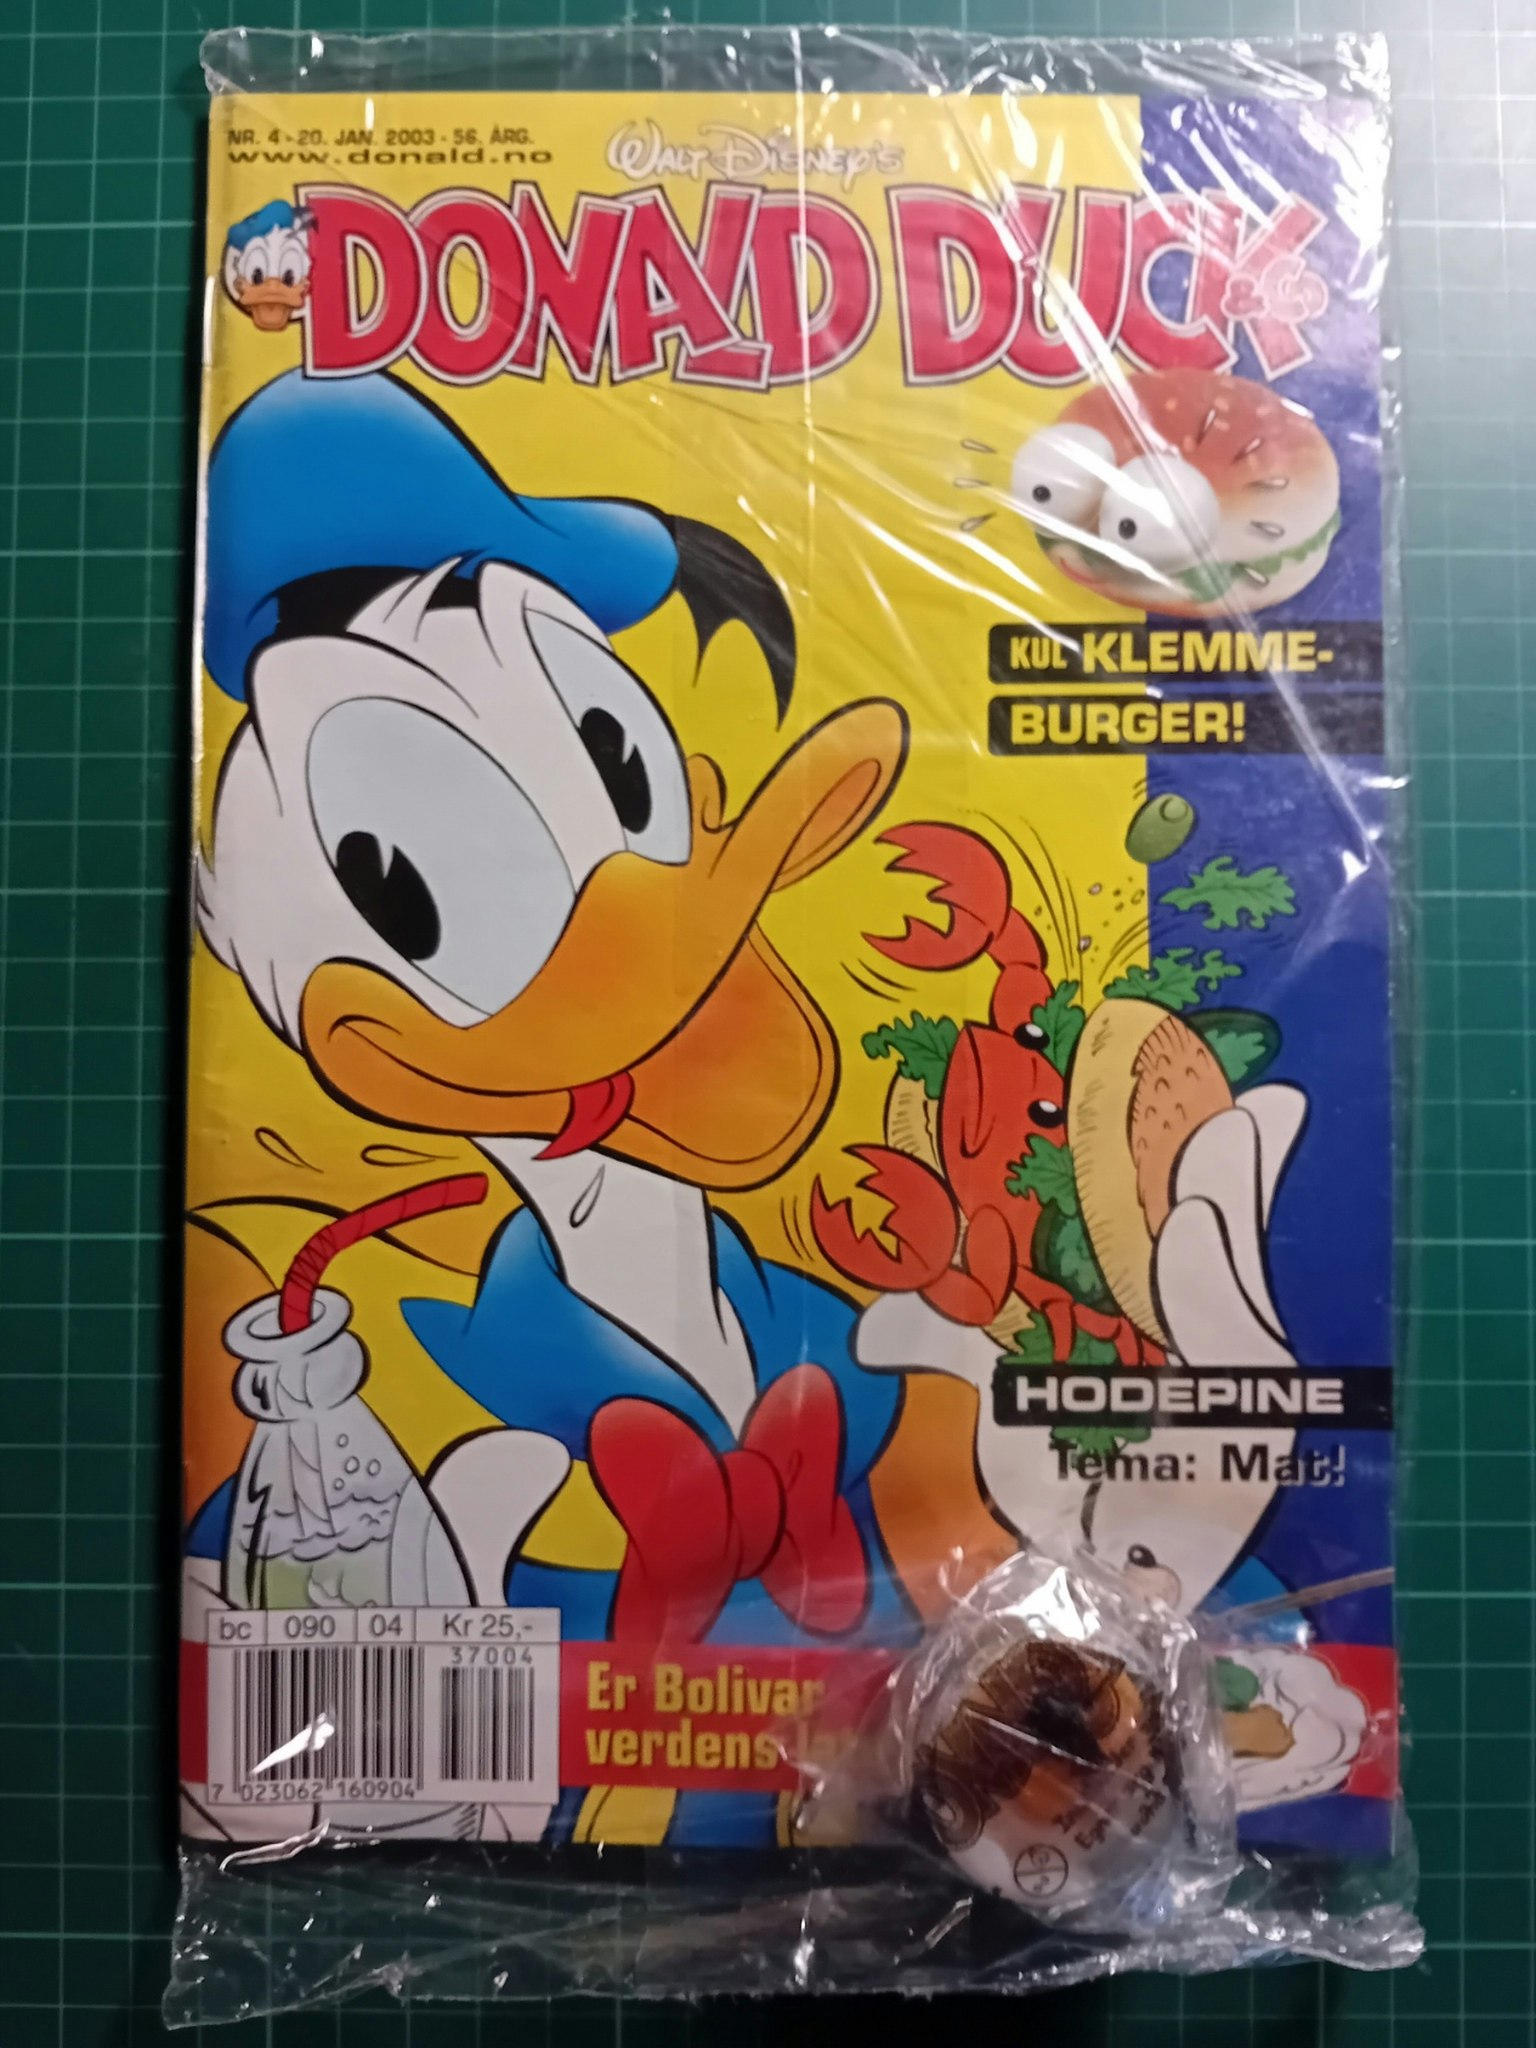 NR. 4 - 20. JAN. 2003 - 56. ÅRG.
www.donald.no
WALT DISNEY'S
DONALD DUCK
& Co
KUL KLEMME-
BURGER!
HODEPINE
Tema: Mat!
bc 090 04 Kr 25,-
37004
7 023062 160904
Er Bolivar
verdens